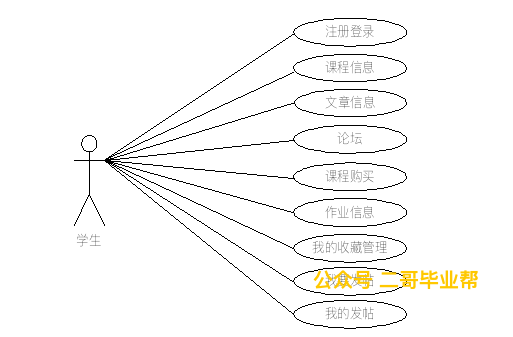 注册登录
课程信息
文章信息
论坛
课程购买
作业信息
我的收藏管理
公众号 二哥毕业帮
我的发帖
学生